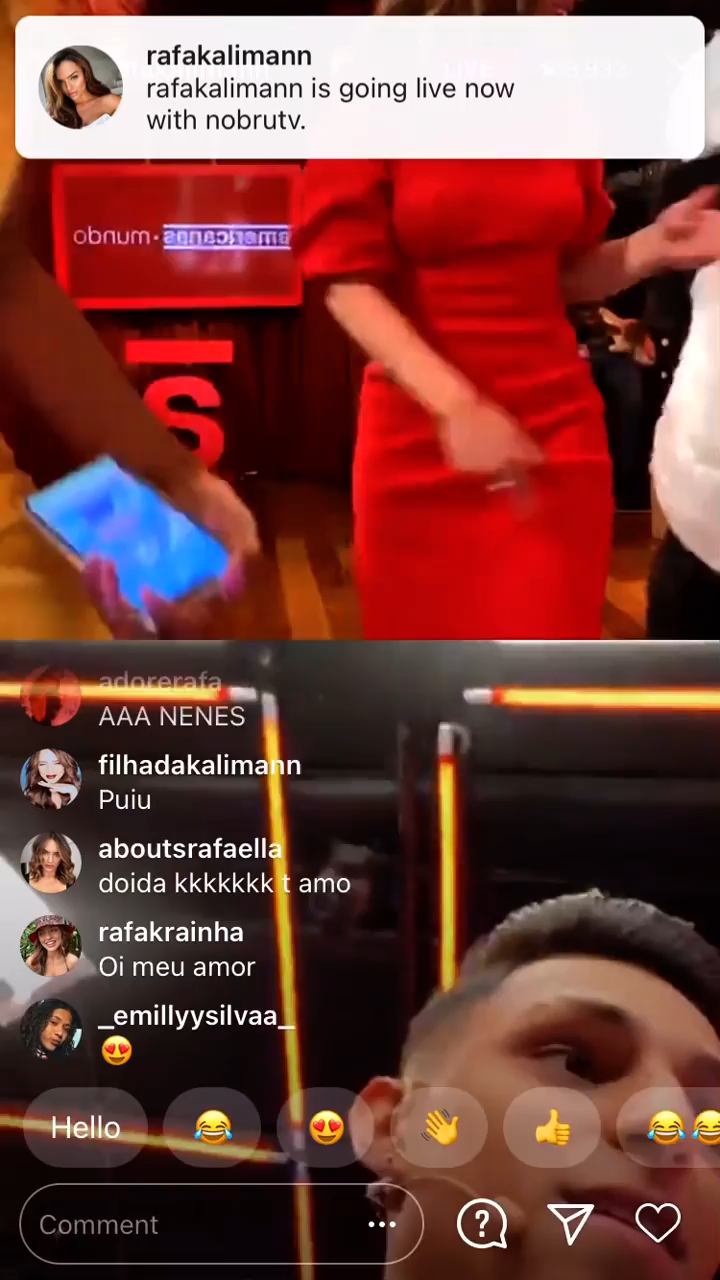 rafakalimann
rafakalimann is going live now
with nobrutv.
americanas • mundo
S
adorerafa
AAA NENES
filhadakalimann
Puiu
aboutsrafaella
doida kkkkkkk t amo
rafakrainha
Oi meu amor
_emillyysilvaa_
😍
Hello 😂 😍 👋 👍 😂😂
Comment